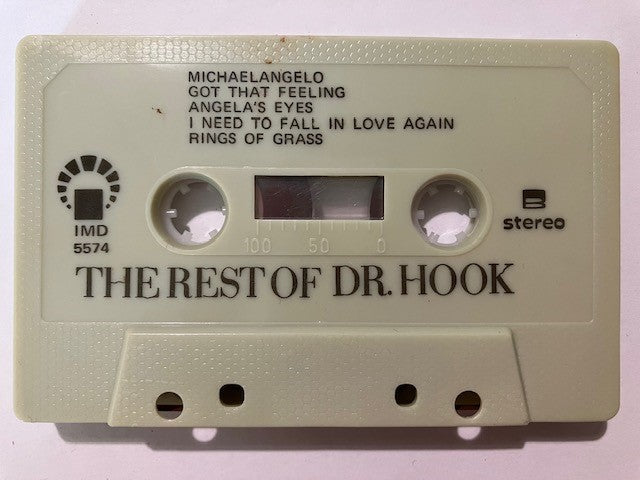 MICHAELANGELO
GOT THAT FEELING
ANGELA'S EYES
I NEED TO FALL IN LOVE AGAIN
RINGS OF GRASS
IMD
5574
B
stereo
100 50 0
THE REST OF DR. HOOK